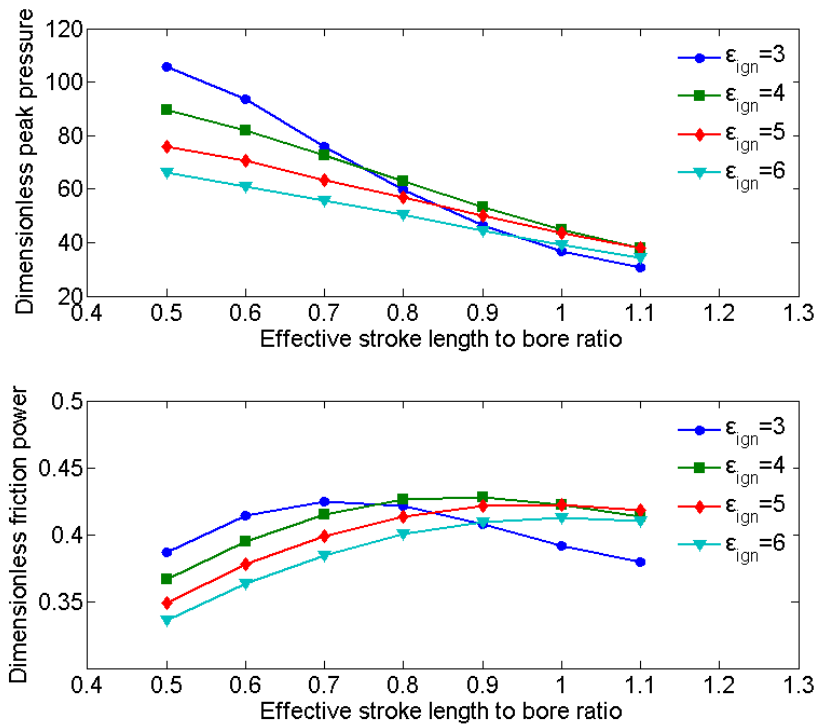 Dimensionless peak pressure
120
100
80
60
40
20
0.4 0.5 0.6 0.7 0.8 0.9 1 1.1 1.2 1.3
Effective stroke length to bore ratio
ε_ign=3
ε_ign=4
ε_ign=5
ε_ign=6
Dimensionless friction power
0.5
0.45
0.4
0.35
0.4 0.5 0.6 0.7 0.8 0.9 1 1.1 1.2 1.3
Effective stroke length to bore ratio
ε_ign=3
ε_ign=4
ε_ign=5
ε_ign=6